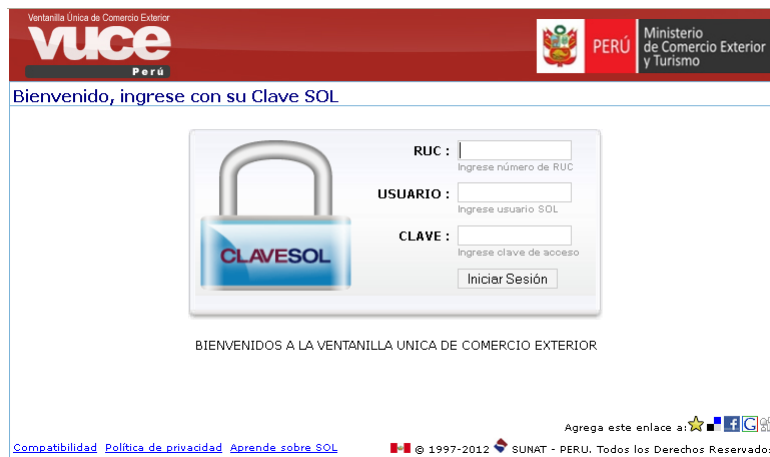 Ventanilla Única de Comercio Exterior
vuce
Perú
PERÚ
Ministerio
de Comercio Exterior
y Turismo
Bienvenido, ingrese con su Clave SOL
RUC :
Ingrese número de RUC
USUARIO :
Ingrese usuario SOL
CLAVE :
Ingrese clave de acceso
CLAVESOL
Iniciar Sesión
BIENVENIDOS A LA VENTANILLA UNICA DE COMERCIO EXTERIOR
Agrega este enlace a:
Compatibilidad Política de privacidad Aprende sobre SOL
© 1997-2012 SUNAT - PERU. Todos los Derechos Reservado